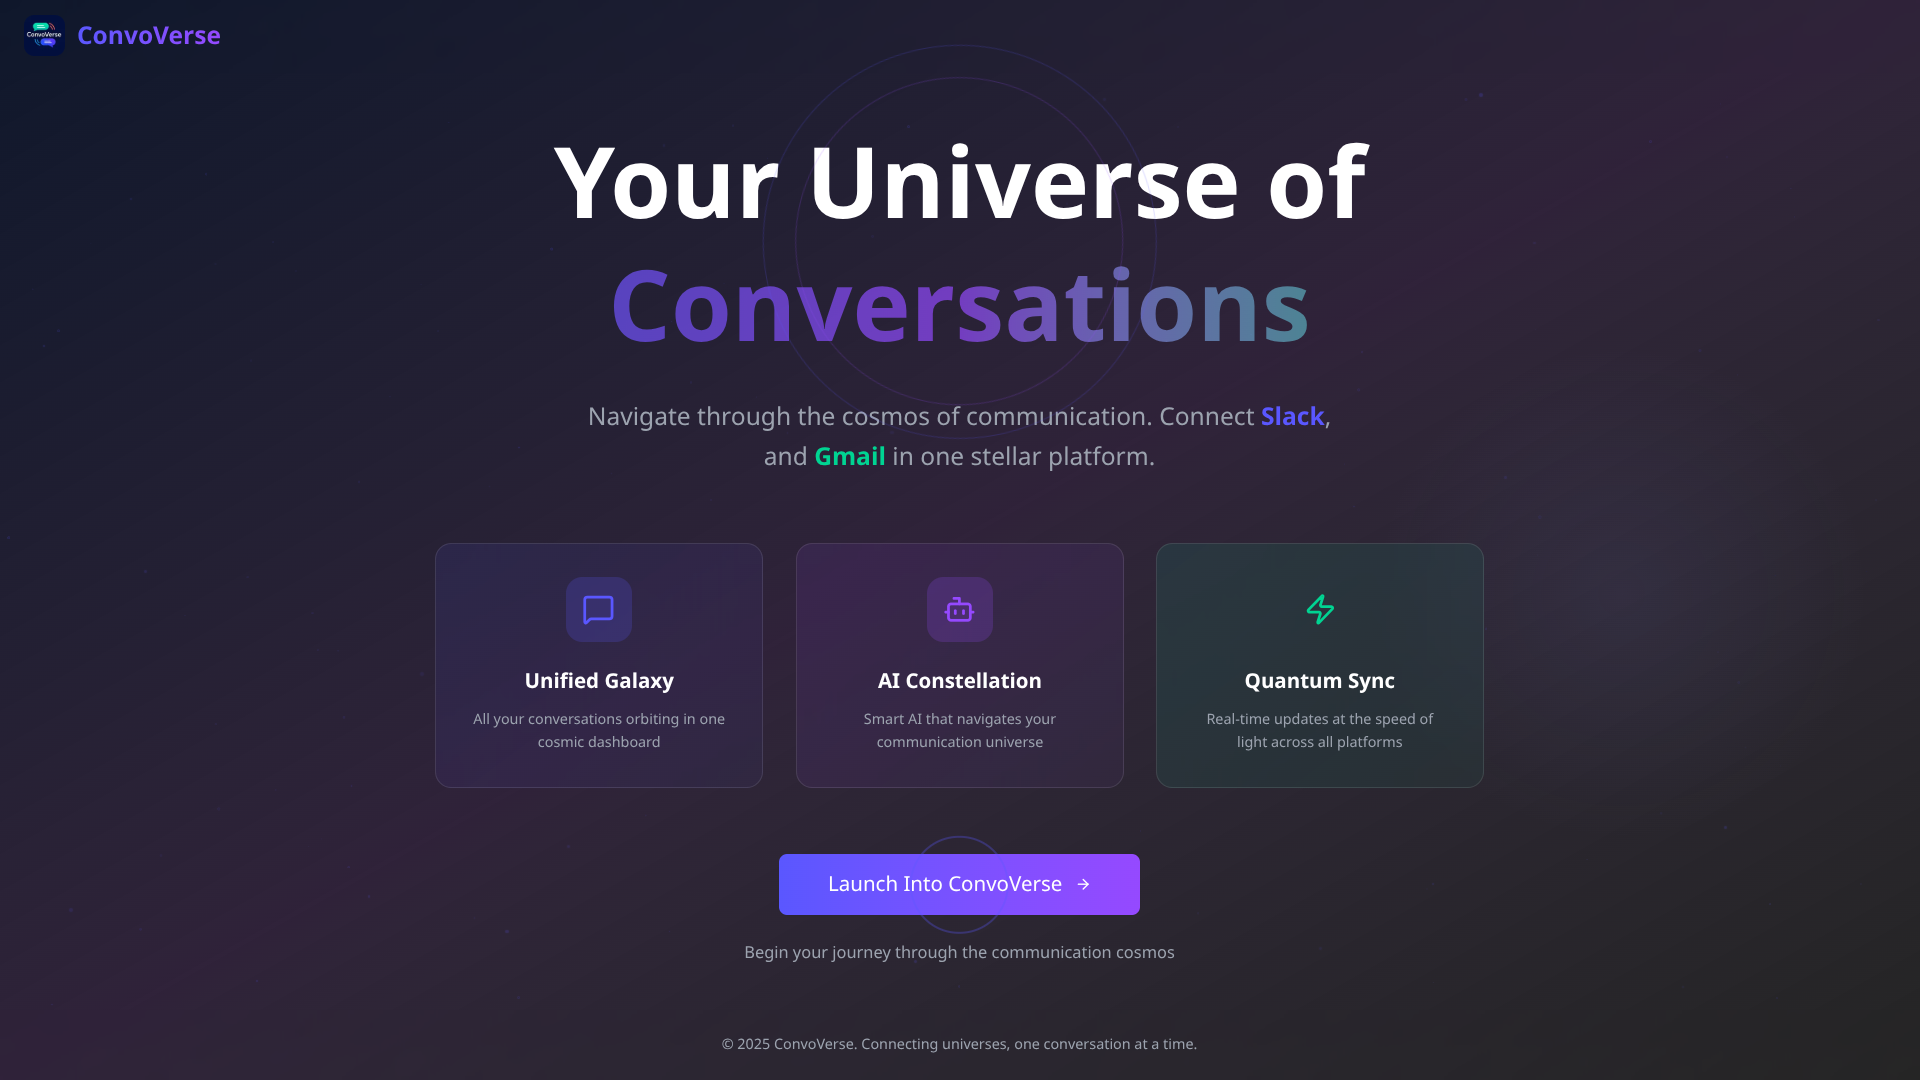 ConvoVerse
ConvoVerse
Your Universe of
Conversations
Navigate through the cosmos of communication. Connect Slack,
and Gmail in one stellar platform.
Unified Galaxy
All your conversations orbiting in one
cosmic dashboard
AI Constellation
Smart AI that navigates your
communication universe
Quantum Sync
Real-time updates at the speed of
light across all platforms
Launch Into ConvoVerse
Begin your journey through the communication cosmos
© 2025 ConvoVerse. Connecting universes, one conversation at a time.